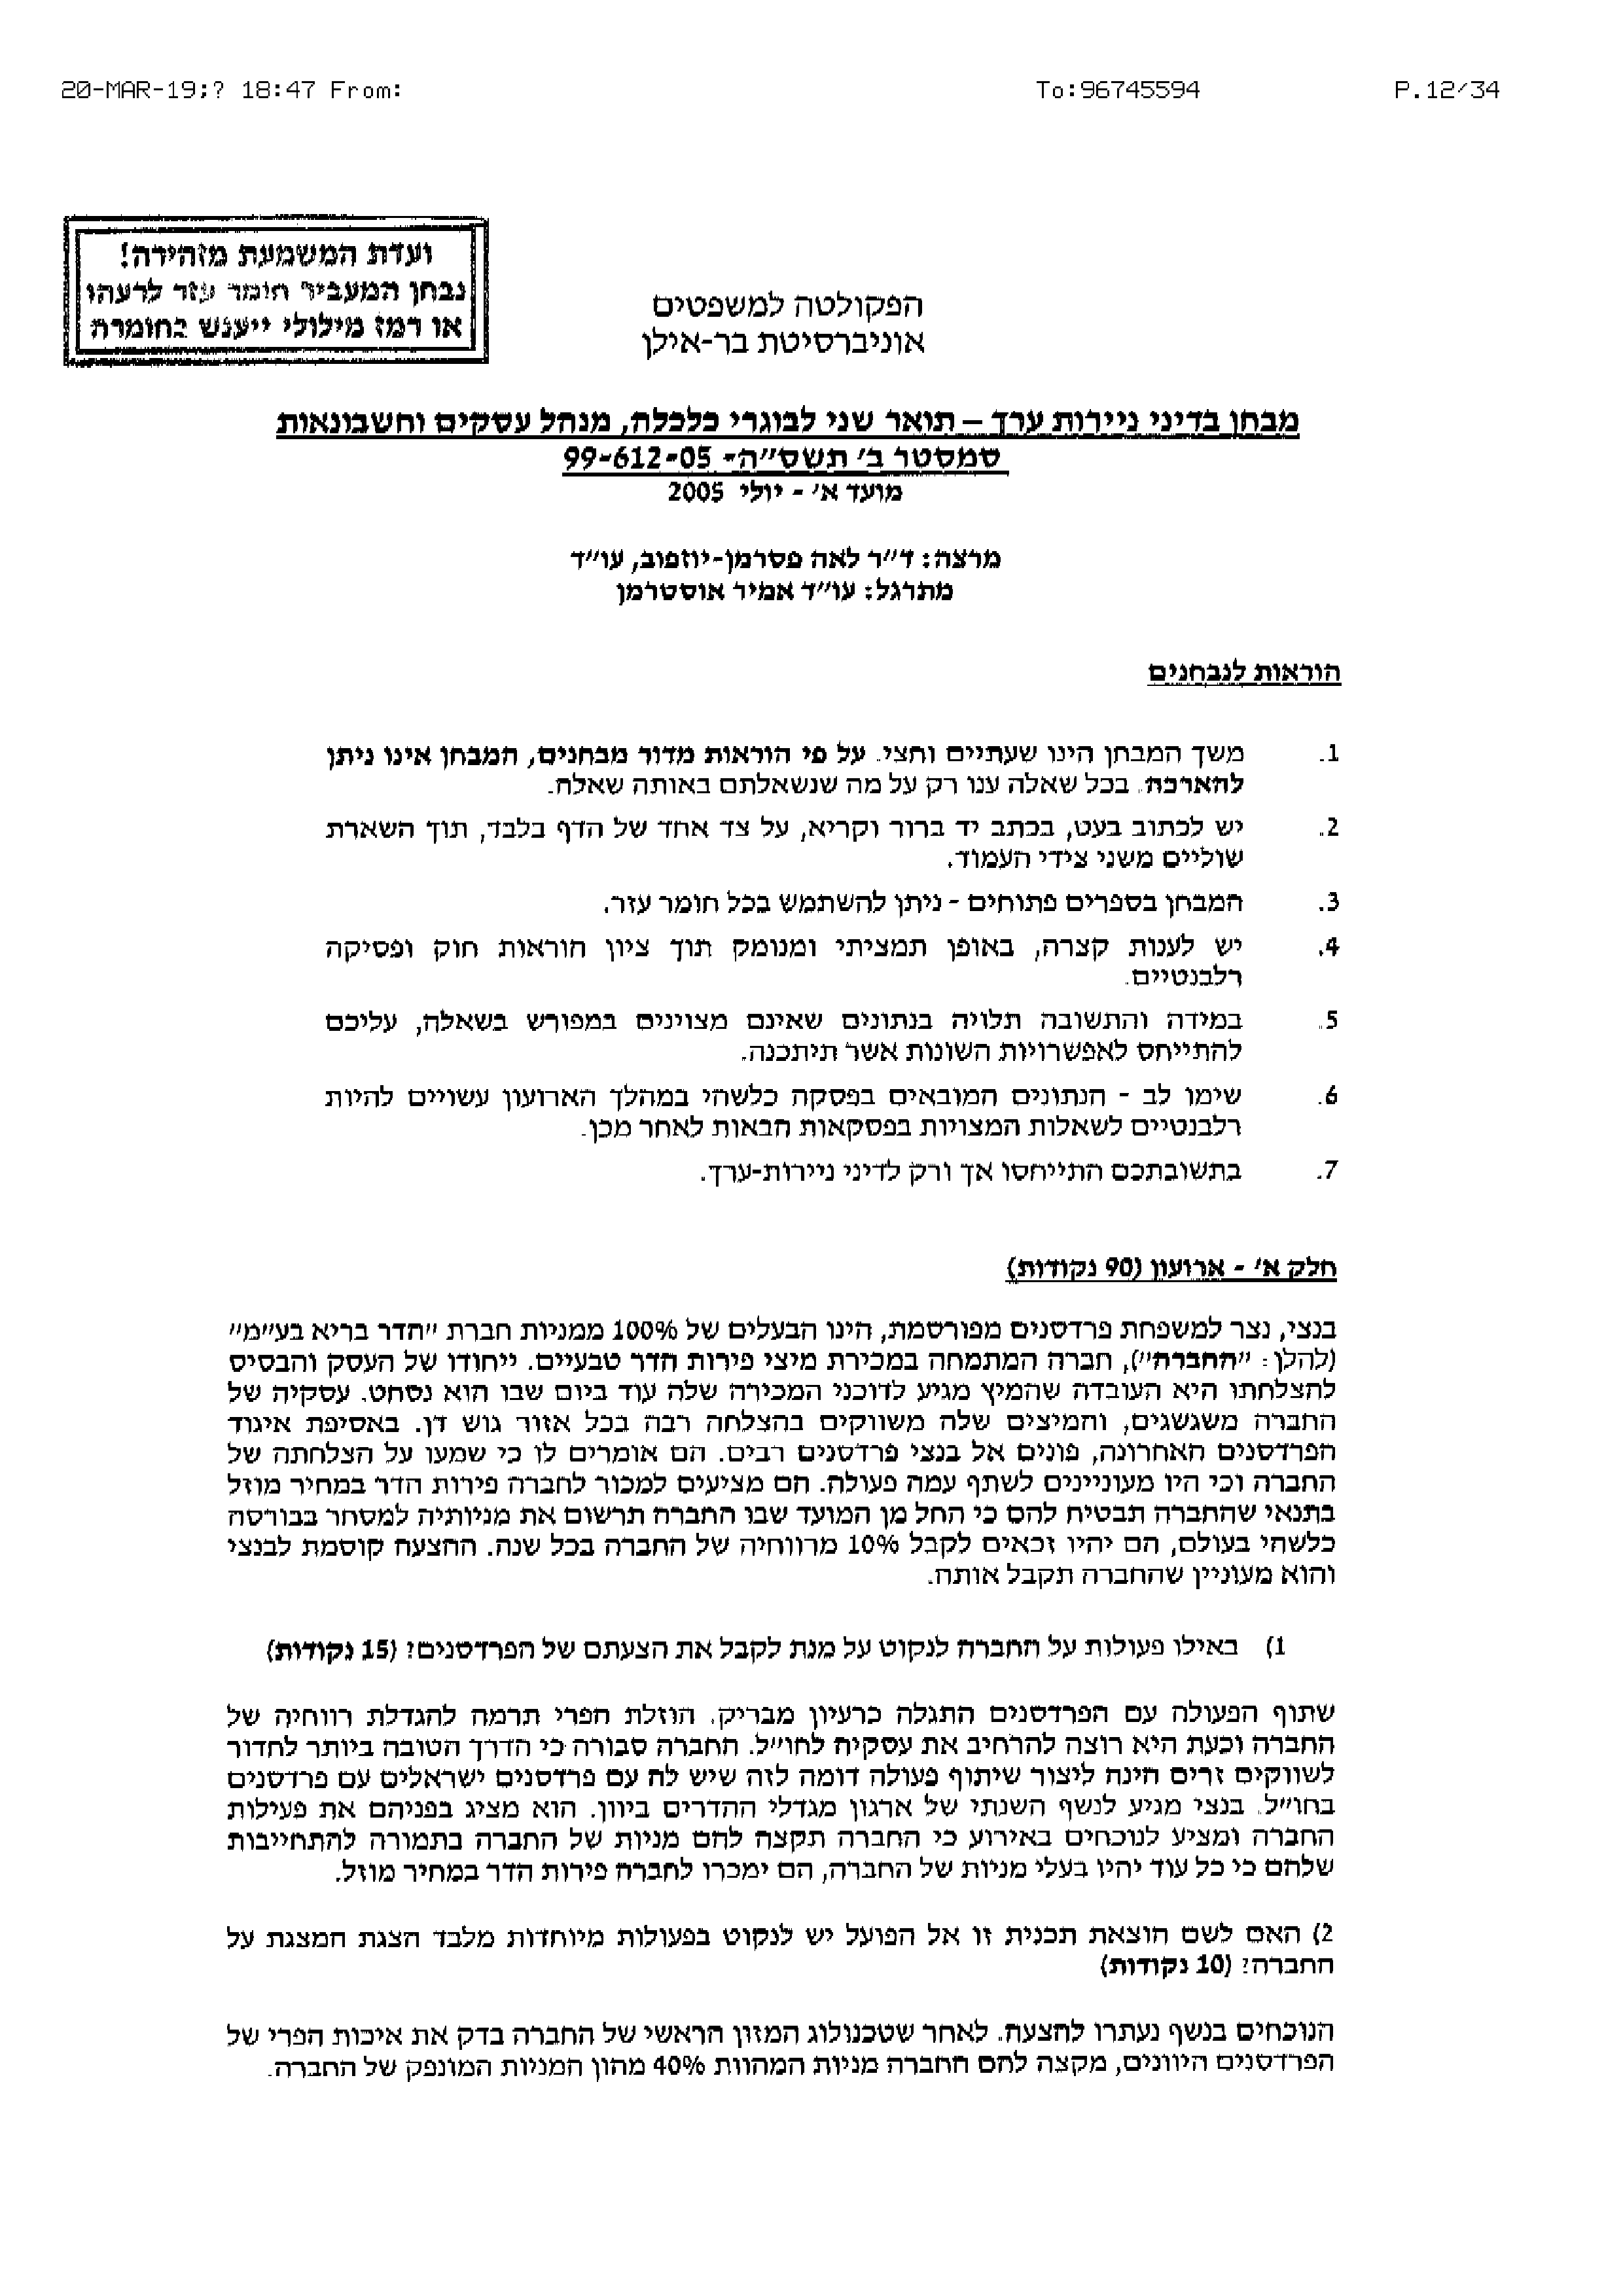 20-MAR-19;? 18:47 From: To:96745594 P.12/34
ועדת המשמעת מזהירה!
נבחן המעביר חומר עזר לרעהו
או רמז מילולי ייענש בחומרה
הפקולטה למשפטים
אוניברסיטת בר-אילן
מבחן בדיני ניירות ערך – תואר שני לבוגרי כלכלה, מנהל עסקים וחשבונאות
סמסטר ב' תשס"ה- 99-612-05
מועד א' - יולי 2005
מרצה: ד"ר לאה פסרמן-יוזפוב, עו"ד
מתרגל: עו"ד אמיר אוסטרמן
הוראות לנבחנים
1. משך המבחן הינו שעתיים וחצי. על פי הוראות מדור מבחנים, המבחן אינו ניתן
להארכה. בכל שאלה ענו רק על מה שנשאלתם באותה שאלה.
2. יש לכתוב בעט, בכתב יד ברור וקריא, על צד אחד של הדף בלבד, תוך השארת
שוליים משני צידי העמוד.
3. המבחן בספרים פתוחים - ניתן להשתמש בכל חומר עזר.
4. יש לענות קצרה, באופן תמציתי ומנומק תוך ציון הוראות חוק ופסיקה
רלבנטיים.
5. במידה והתשובה תלויה בנתונים שאינם מצוינים במפורש בשאלה, עליכם
להתייחס לאפשרויות השונות אשר תיתכנה.
6. שימו לב - הנתונים המובאים בפסקה כלשהי במהלך הארועון עשויים להיות
רלבנטיים לשאלות המצויות בפסקאות הבאות לאחר מכן.
7. בתשובתכם התייחסו אך ורק לדיני ניירות-ערך.
חלק א' - ארועון (90 נקודות)
בנצי, נצר למשפחת פרדסנים מפורסמת, הינו הבעלים של 100% ממניות חברת "הדר בריא בע"מ"
(להלן: "החברה"), חברה המתמחה במכירת מיצי פירות הדר טבעיים. ייחודו של העסק והבסיס
להצלחתו היא העובדה שהמיץ מגיע לדוכני המכירה שלה עוד ביום שבו הוא נסחט. עסקיה של
החברה משגשגים, והמיצים שלה משווקים בהצלחה רבה בכל אזור גוש דן. באסיפת איגוד
הפרדסנים האחרונה, פונים אל בנצי פרדסנים רבים. הם אומרים לו כי שמעו על הצלחתה של
החברה וכי היו מעוניינים לשתף עמה פעולה. הם מציעים למכור לחברה פירות הדר במחיר מוזל
בתנאי שהחברה תבטיח להם כי החל מן המועד שבו החברה תרשום את מניותיה למסחר בבורסה
כלשהי בעולם, הם יהיו זכאים לקבל 10% מרווחיה של החברה בכל שנה. ההצעה קוסמת לבנצי
והוא מעוניין שהחברה תקבל אותה.
1) באילו פעולות על החברה לנקוט על מנת לקבל את הצעתם של הפרדסנים? (15 נקודות)
שתוף הפעולה עם הפרדסנים התגלה כרעיון מבריק. הוזלת הפרי תרמה להגדלת רווחיה של
החברה וכעת היא רוצה להרחיב את עסקיה לחו"ל. החברה סבורה כי הדרך הטובה ביותר לחדור
לשווקים זרים הינה ליצור שיתוף פעולה דומה לזה שיש לה עם פרדסנים ישראלים עם פרדסנים
בחו"ל. בנצי מגיע לנשף השנתי של ארגון מגדלי ההדרים ביוון. הוא מציג בפניהם את פעילות
החברה ומציע לנוכחים באירוע כי החברה תקצה להם מניות של החברה בתמורה להתחייבות
שלהם כי כל עוד יהיו בעלי מניות של החברה, הם ימכרו לחברה פירות הדר במחיר מוזל.
2) האם לשם הוצאת תכנית זו אל הפועל יש לנקוט בפעולות מיוחדות מלבד הצגת המצגת על
החברה? (10 נקודות)
הנוכחים בנשף נעתרו להצעה. לאחר שטכנולוג המזון הראשי של החברה בדק את איכות הפרי של
הפרדסנים היוונים, מקצה להם החברה מניות המהוות 40% מהון המניות המונפק של החברה.